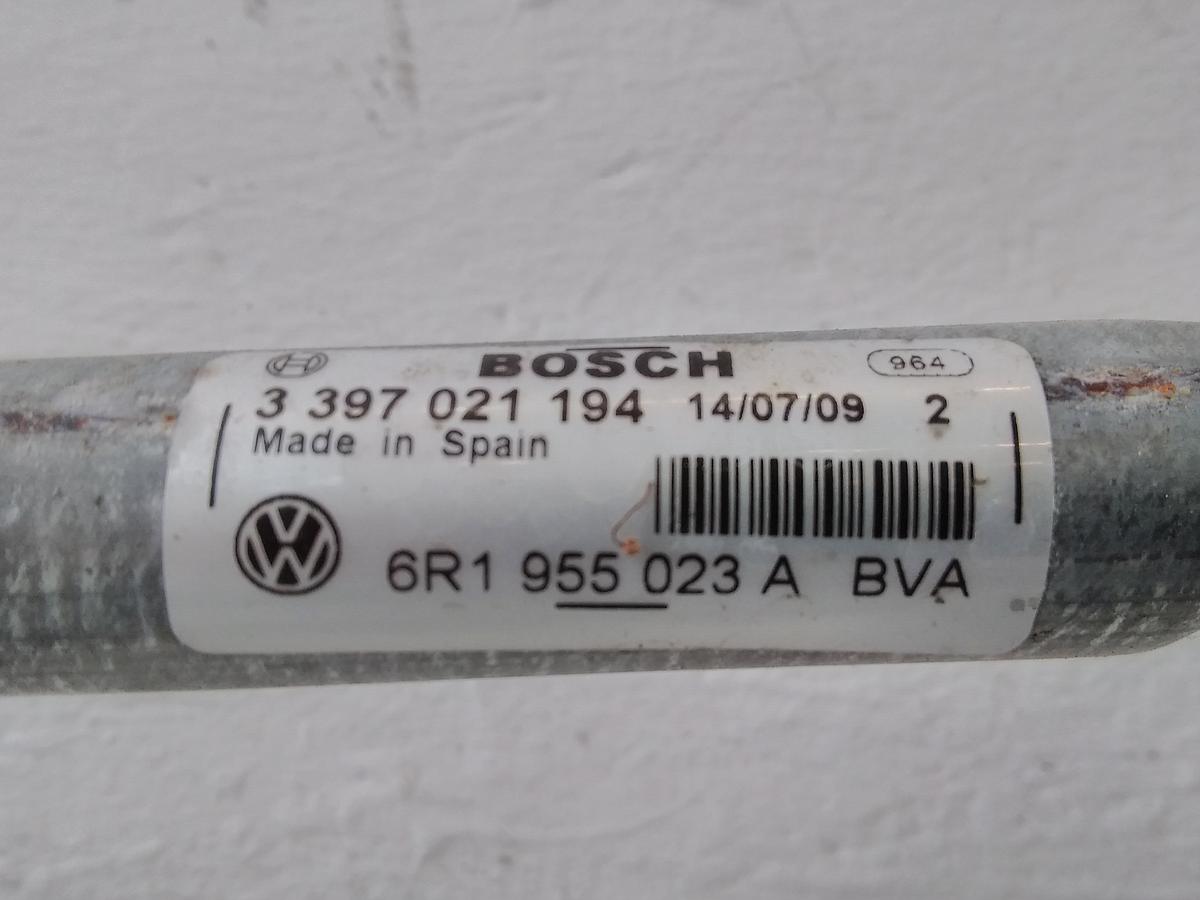 BOSCH 964
3 397 021 194 14/07/09 2
Made in Spain
6R1 955 023 A BVA